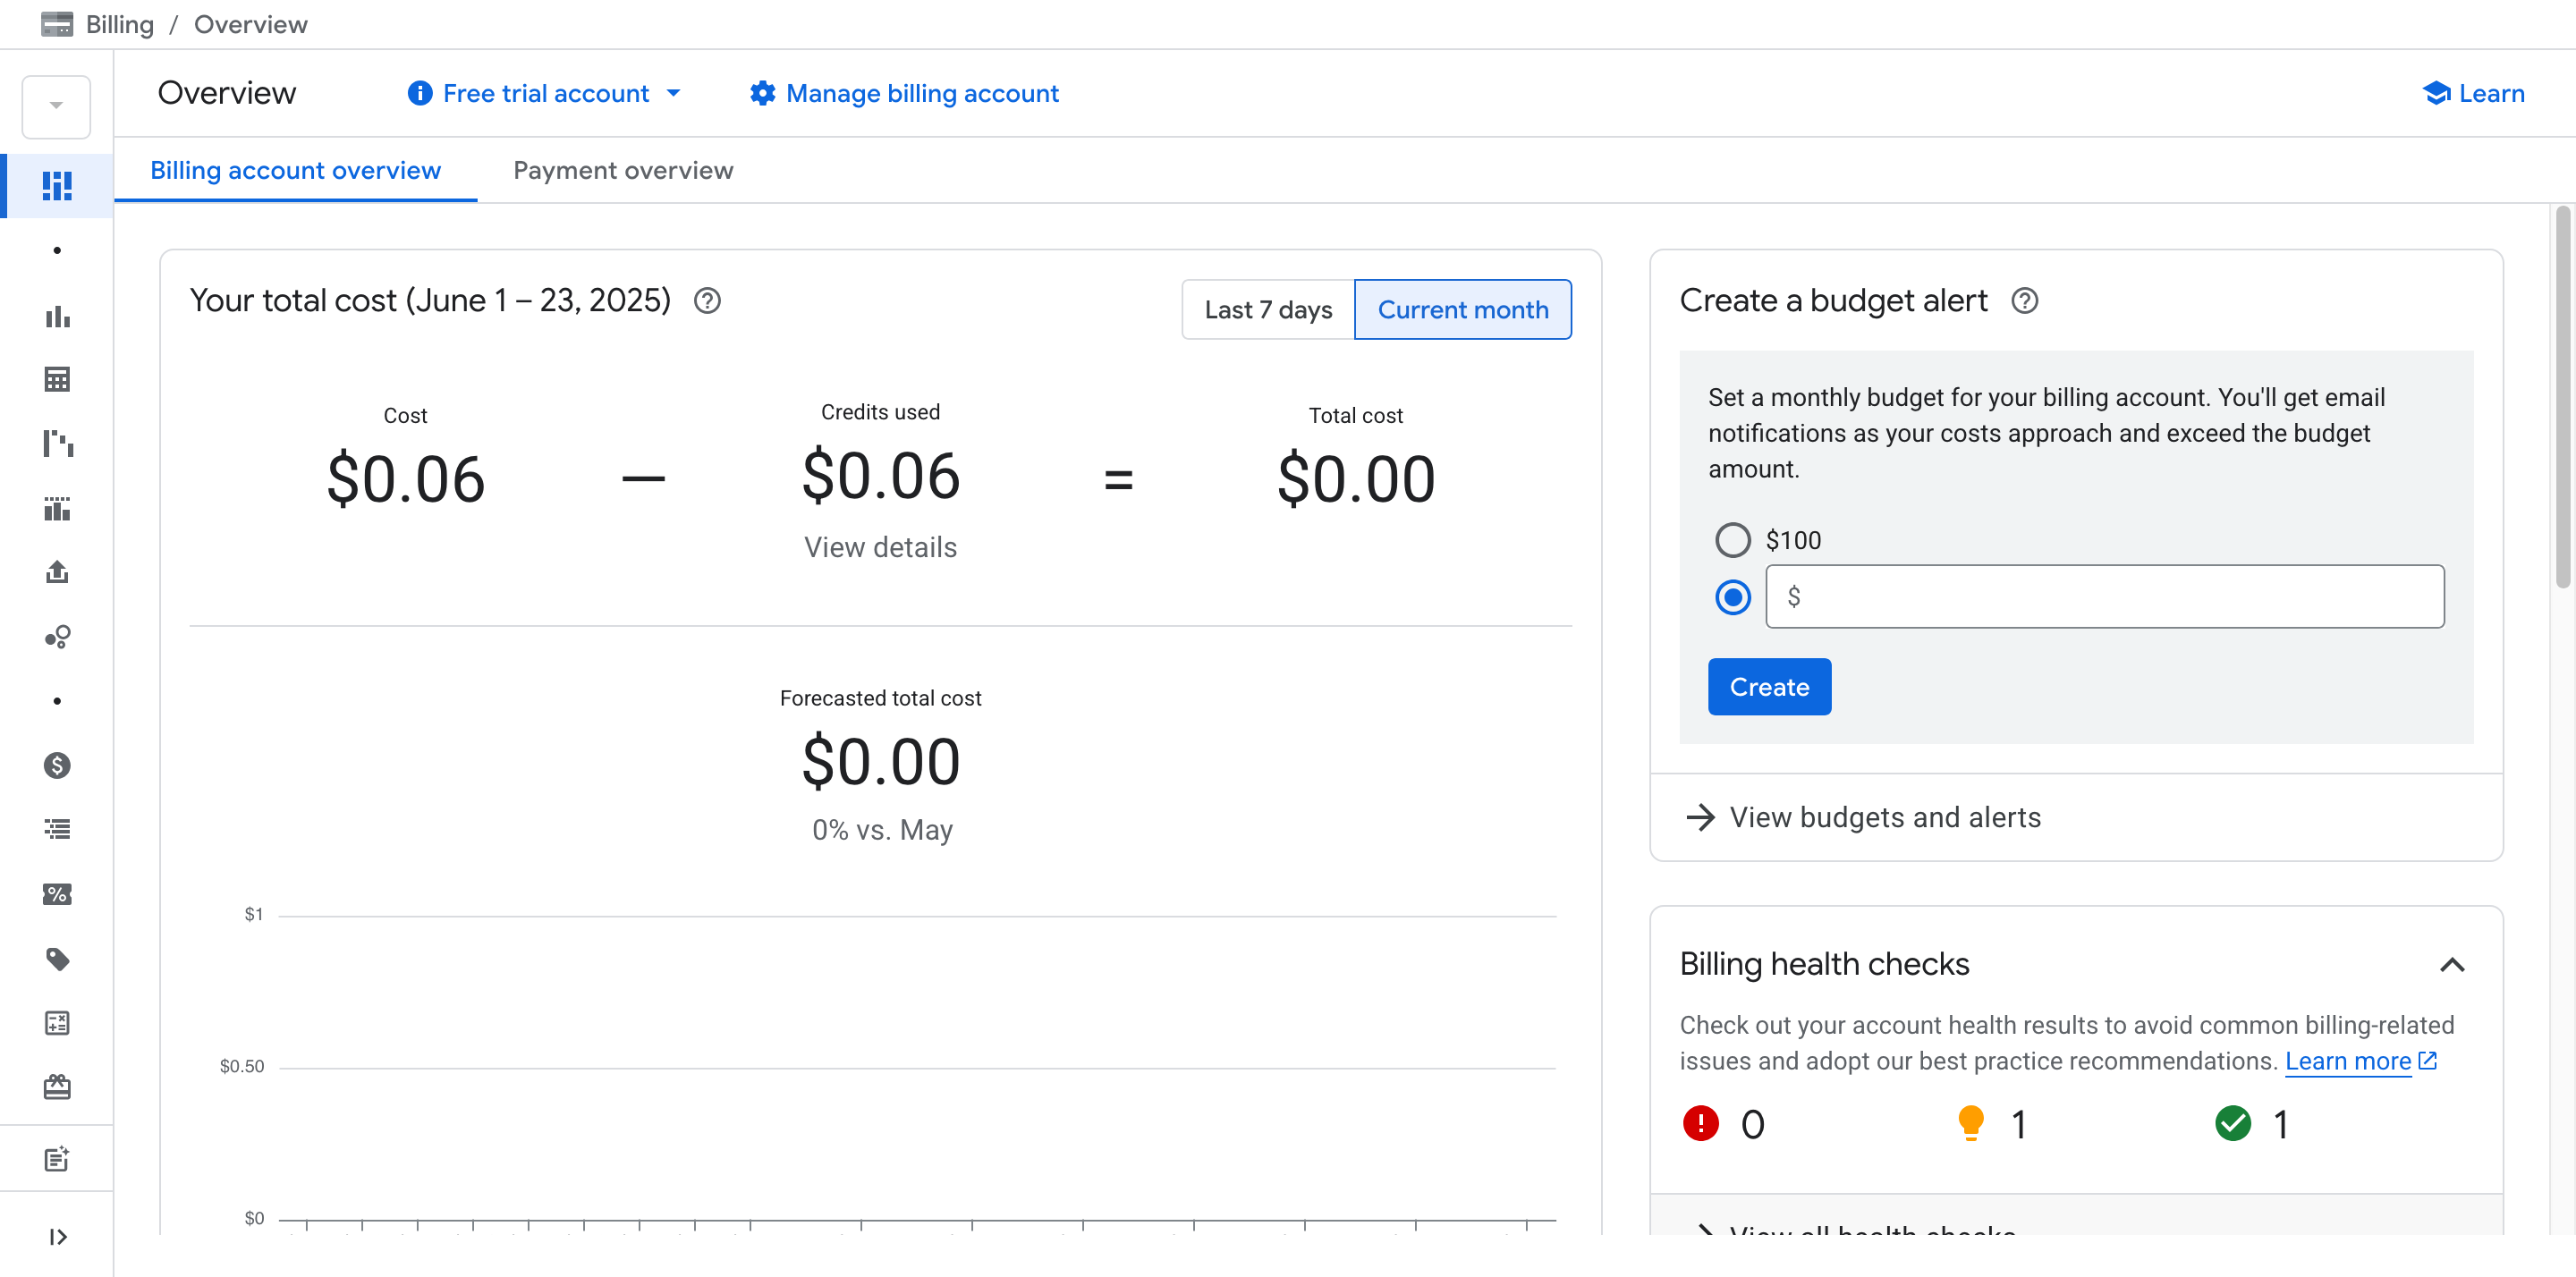 Billing / Overview
Overview
Free trial account
Manage billing account
Learn
Billing account overview
Payment overview
Your total cost (June 1 – 23, 2025)
Last 7 days
Current month
Cost
$0.06
–
Credits used
$0.06
View details
=
Total cost
$0.00
Forecasted total cost
$0.00
0% vs. May
$1
$0.50
$0
Create a budget alert
Set a monthly budget for your billing account. You'll get email
notifications as your costs approach and exceed the budget
amount.
$100
$
Create
View budgets and alerts
Billing health checks
Check out your account health results to avoid common billing-related
issues and adopt our best practice recommendations. Learn more
0
1
1
View all health checks